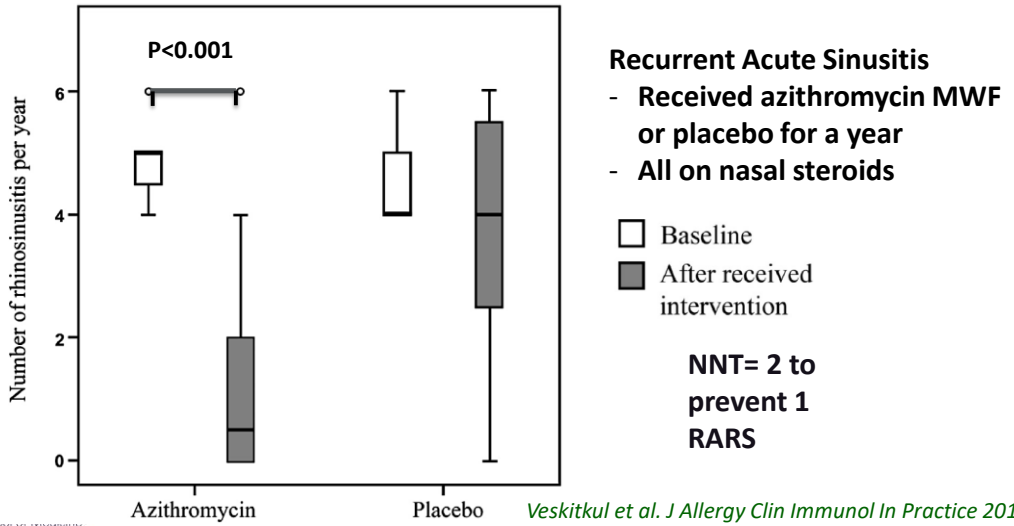 P<0.001
Number of rhinosinusitis per year
6
4
2
0
Azithromycin
Placebo
Recurrent Acute Sinusitis
- Received azithromycin MWF
or placebo for a year
- All on nasal steroids
Baseline
After received
intervention
NNT= 2 to
prevent 1
RARS
Veskitkul et al. J Allergy Clin Immunol In Practice 201